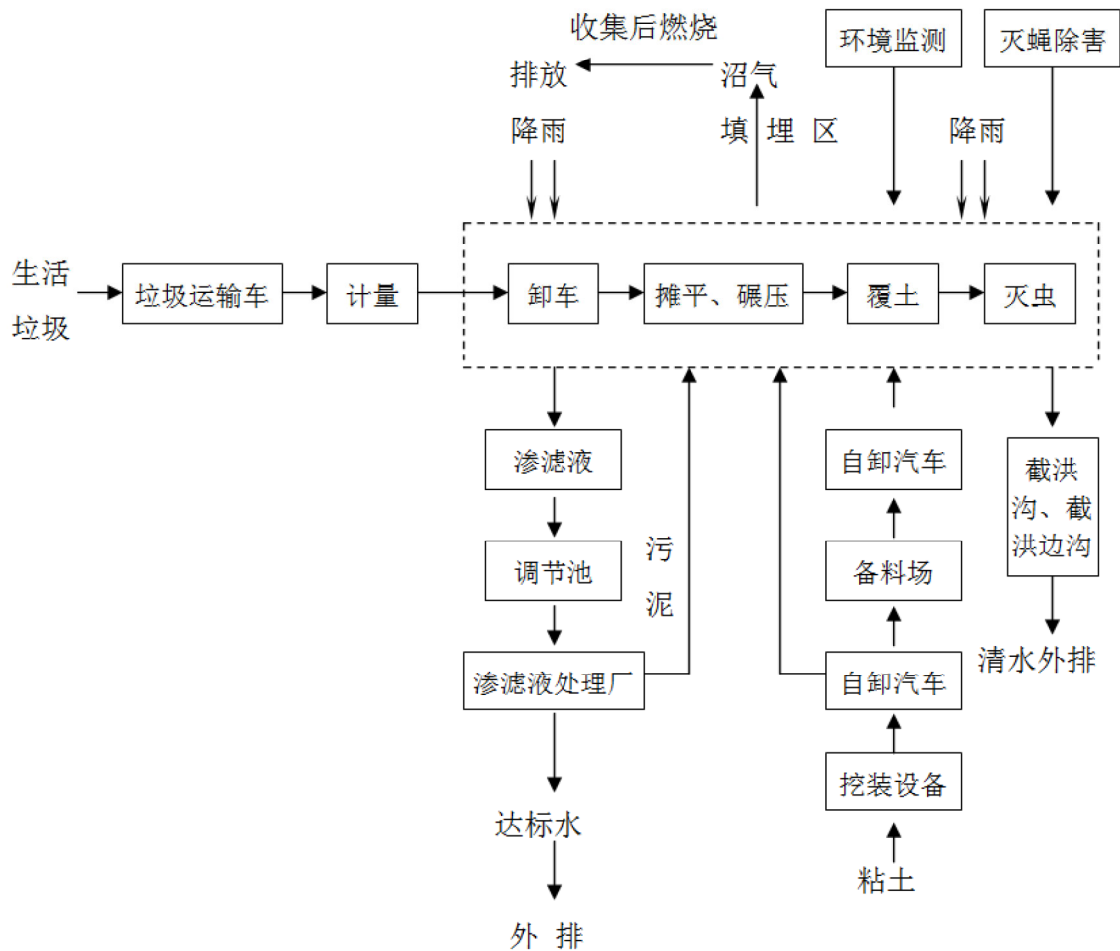 收集后燃烧
环境监测
灭蝇除害
排放
沼气
降雨
填 埋 区
降雨
生活
垃圾
垃圾运输车
计量
卸车
摊平、碾压
覆土
灭虫
渗滤液
自卸汽车
截洪
沟、截
洪边沟
污
泥
调节池
备料场
渗滤液处理厂
自卸汽车
清水外排
挖装设备
达标水
粘土
外 排